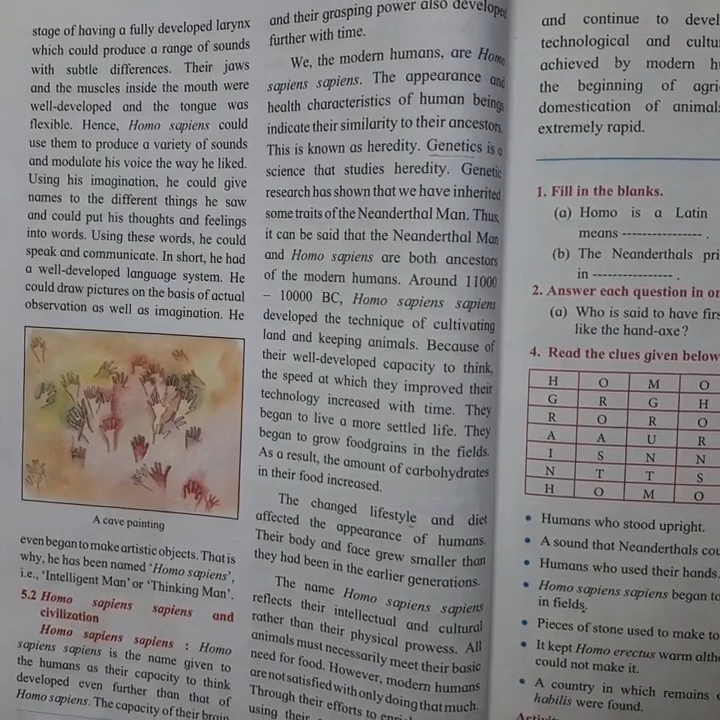 stage of having a fully developed larynx
which could produce a range of sounds
with subtle differences. Their jaws
and the muscles inside the mouth were
well-developed and the tongue was
flexible. Hence, Homo sapiens could
use them to produce a variety of sounds
and modulate his voice the way he liked.
Using his imagination, he could give
names to the different things he saw
and could put his thoughts and feelings
into words. Using these words, he could
speak and communicate. In short, he had
a well-developed language system. He
could draw pictures on the basis of actual
observation as well as imagination. He
A cave painting
even began to make artistic objects. That is
why, he has been named 'Homo sapiens',
i.e., 'Intelligent Man' or 'Thinking Man'.
5.2 Homo sapiens sapiens and
civilization
Homo sapiens sapiens : Homo
sapiens sapiens is the name given to
the humans as their capacity to think
developed even further than that of
Homo sapiens. The capacity of their brain
and their grasping power also developed
further with time.
We, the modern humans, are Homo
sapiens sapiens. The appearance and
health characteristics of human beings
indicate their similarity to their ancestors.
This is known as heredity. Genetics is a
science that studies heredity. Genetic
research has shown that we have inherited
some traits of the Neanderthal Man. Thus,
it can be said that the Neanderthal Man
and Homo sapiens are both ancestors
of the modern humans. Around 11000
– 10000 BC, Homo sapiens sapiens
developed the technique of cultivating
land and keeping animals. Because of
their well-developed capacity to think,
the speed at which they improved their
technology increased with time. They
began to live a more settled life. They
began to grow foodgrains in the fields.
As a result, the amount of carbohydrates
in their food increased.
The changed lifestyle and diet
affected the appearance of humans.
Their body and face grew smaller than
they had been in the earlier generations.
The name Homo sapiens sapiens
reflects their intellectual and cultural
rather than their physical prowess. All
animals must necessarily meet their basic
need for food. However, modern humans
are not satisfied with only doing that much.
Through their efforts to
using their
and continue to
technological and
achieved by modern
the beginning of
domestication of
extremely rapid.
1. Fill in the blanks.
(a) Homo is a Latin
means ---------------- .
(b) The Neanderthals
in ---------------- .
2. Answer each question in
(a) Who is said to have
like the hand-axe?
4. Read the clues given below
H O M O
G R G H
R O R O
A A U R
I S N N
N T T S
H O M O
• Humans who stood upright.
• A sound that Neanderthals
• Humans who used their hands.
• Homo sapiens sapiens began
in fields.
• Pieces of stone used to make
• It kept Homo erectus warm
could not make it.
• A country in which remains
habilis were found.